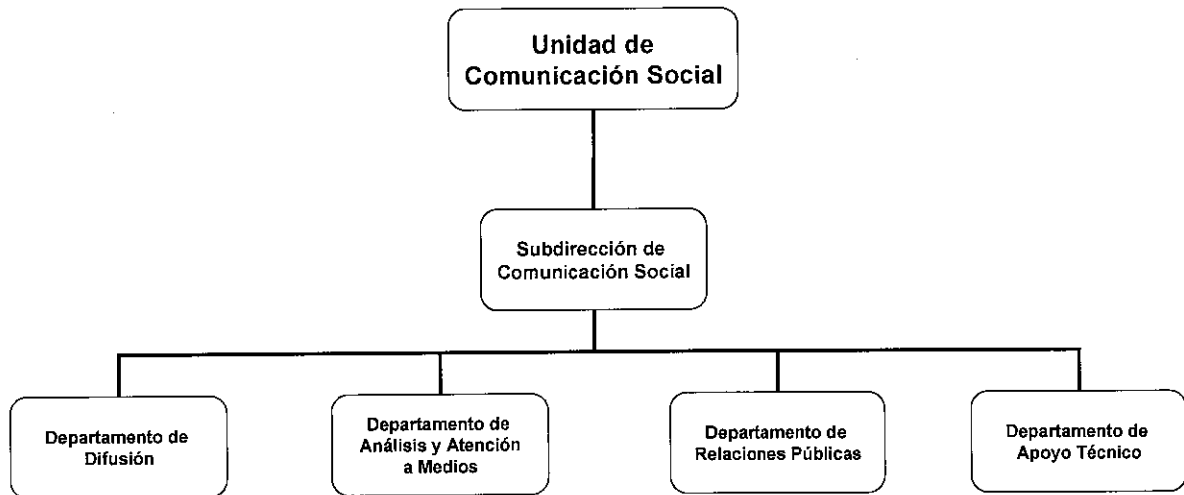 Unidad de
Comunicación Social
Subdirección de
Comunicación Social
Departamento de
Difusión
Departamento de
Análisis y Atención
a Medios
Departamento de
Relaciones Públicas
Departamento de
Apoyo Técnico